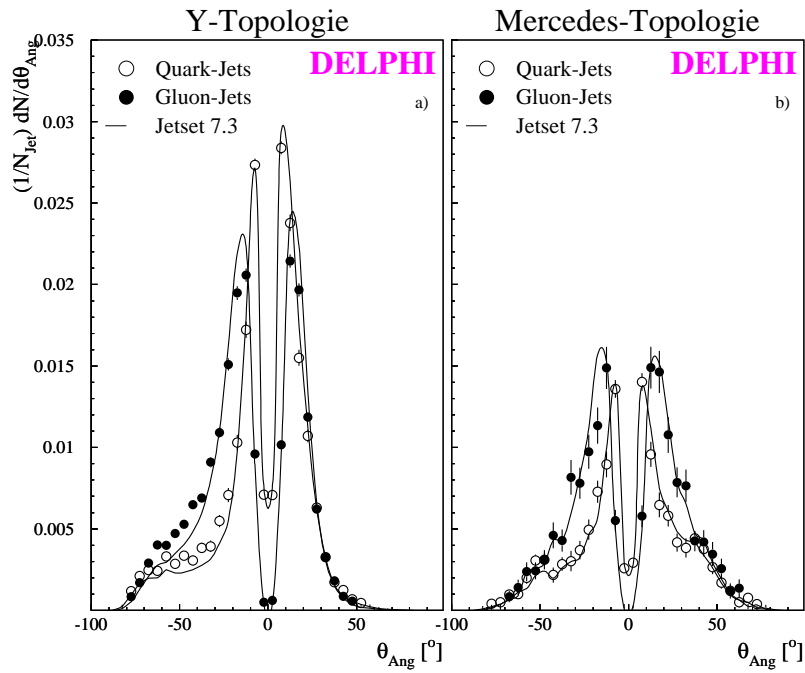 Y-Topologie
Mercedes-Topologie
(1/N_Jet) dN/dθ_Ang
0.035
0.03
0.025
0.02
0.015
0.01
0.005
DELPHI
Quark-Jets
Gluon-Jets
Jetset 7.3
a)
-100
-50
0
50
θ_Ang [°]
DELPHI
Quark-Jets
Gluon-Jets
Jetset 7.3
b)
-100
-50
0
50
θ_Ang [°]